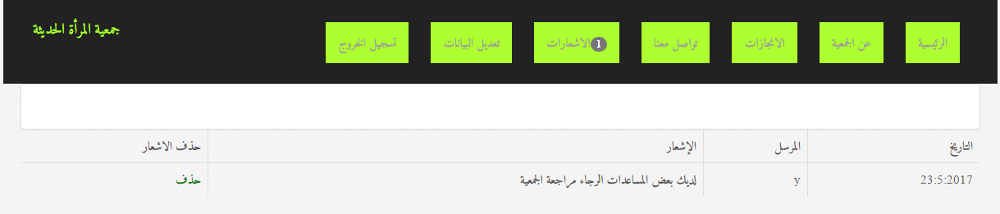 الرئيسية
عن الجمعية
الانجازات
تواصل معنا
الاشعارات1
تعديل البيانات
تسجيل الخروج
جمعية المرأة الحديثة
التاريخ المرسل الإشعار حذف الاشعار
23:5:2017 y لديك بعض المساعدات الرجاء مراجعة الجمعية حذف